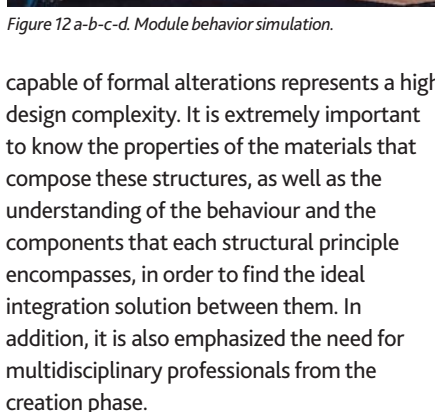 Figure 12 a-b-c-d. Module behavior simulation.
capable of formal alterations represents a high
design complexity. It is extremely important
to know the properties of the materials that
compose these structures, as well as the
understanding of the behaviour and the
components that each structural principle
encompasses, in order to find the ideal
integration solution between them. In
addition, it is also emphasized the need for
multidisciplinary professionals from the
creation phase.